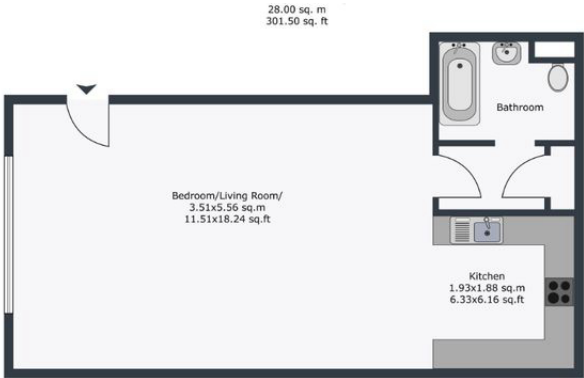 28.00 sq. m
301.50 sq. ft
Bathroom
Bedroom/Living Room/
3.51x5.56 sq.m
11.51x18.24 sq.ft
Kitchen
1.93x1.88 sq.m
6.33x6.16 sq.ft